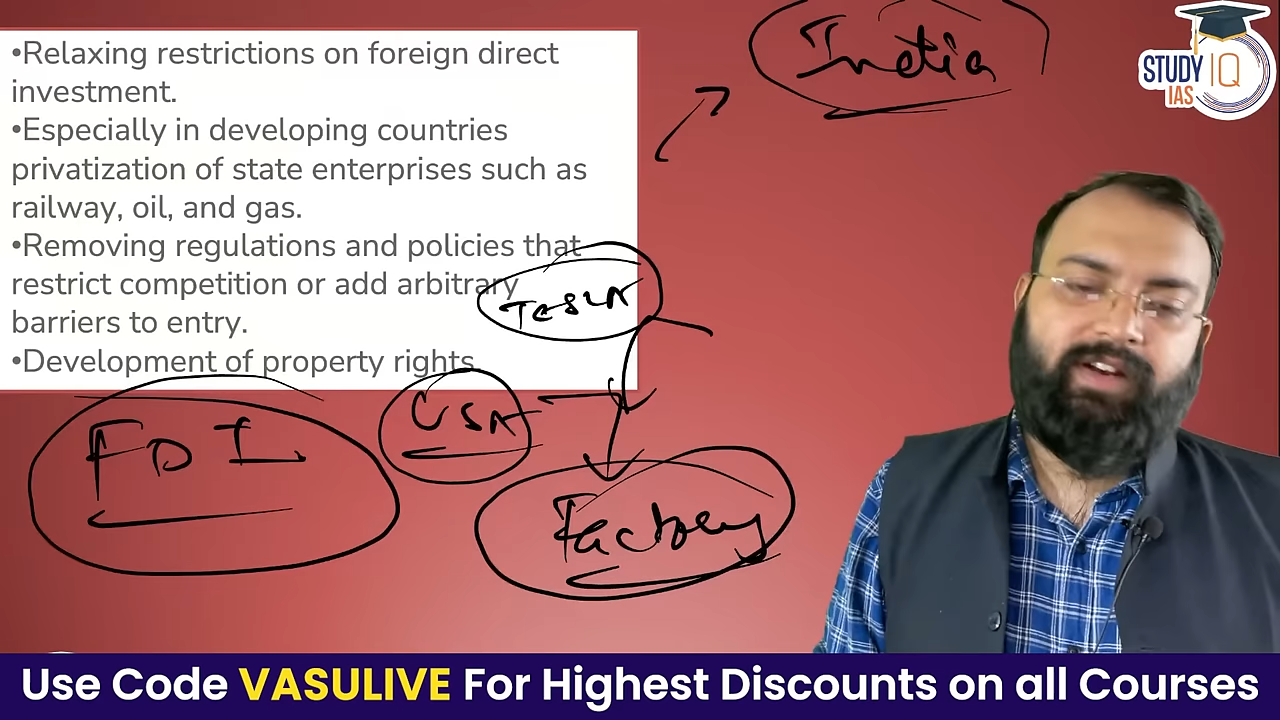 •Relaxing restrictions on foreign direct
investment.
•Especially in developing countries
privatization of state enterprises such as
railway, oil, and gas.
•Removing regulations and policies that
restrict competition or add arbitrary
barriers to entry.
•Development of property rights
India
STUDY IQ
IAS
TESLA
USA
FDI
Factory
Use Code VASULIVE For Highest Discounts on all Courses